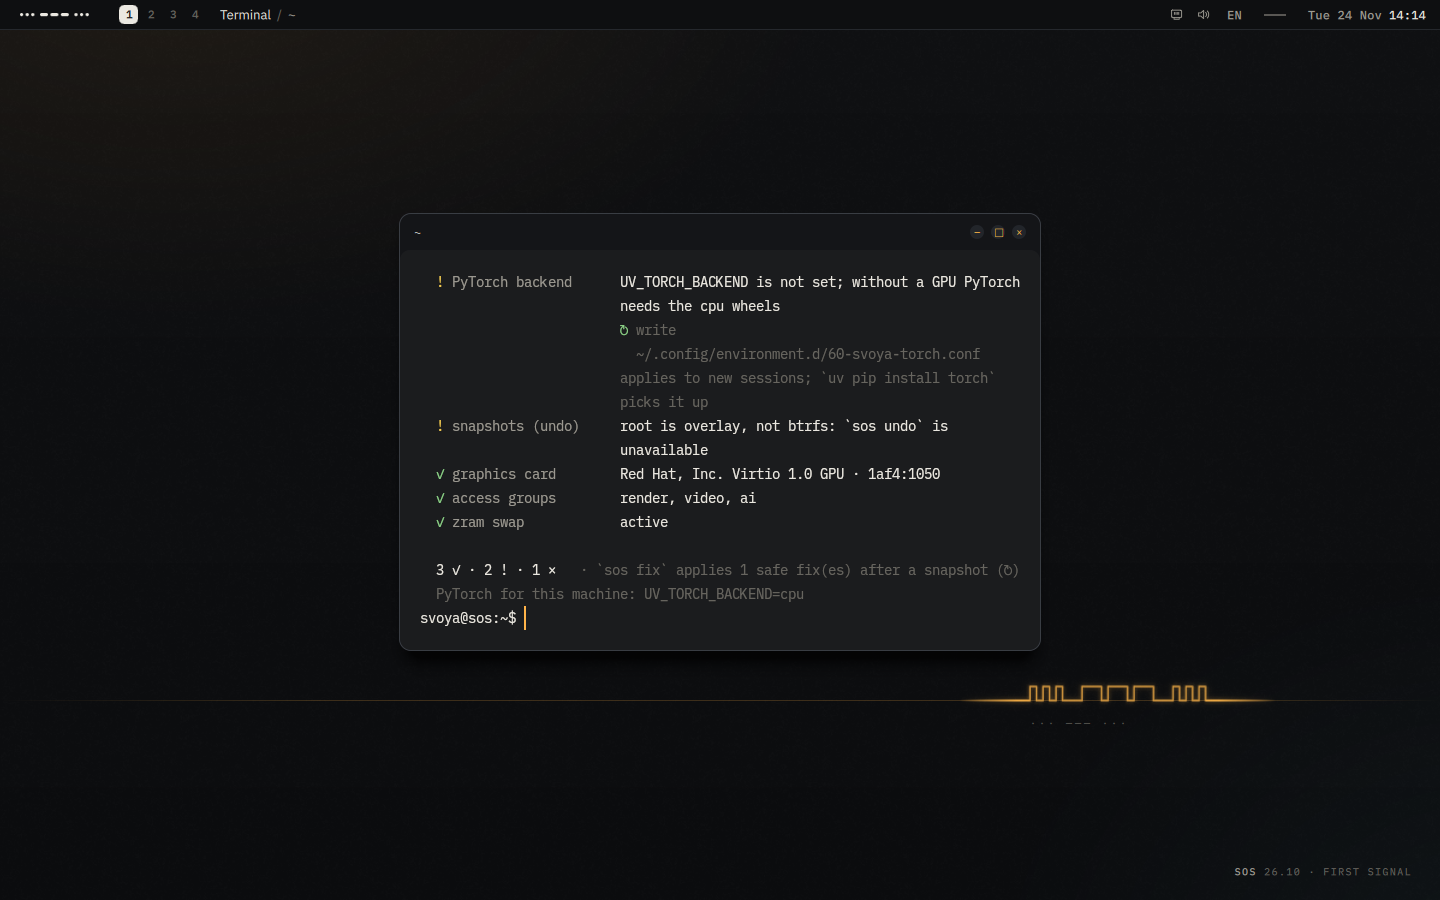 1 2 3 4 Terminal / ~ EN Tue 24 Nov 14:14
~
! PyTorch backend UV_TORCH_BACKEND is not set; without a GPU PyTorch
needs the cpu wheels
↻ write
~/.config/environment.d/60-svoya-torch.conf
applies to new sessions; `uv pip install torch`
picks it up
! snapshots (undo) root is overlay, not btrfs: `sos undo` is
unavailable
✓ graphics card Red Hat, Inc. Virtio 1.0 GPU · 1af4:1050
✓ access groups render, video, ai
✓ zram swap active
3 ✓ · 2 ! · 1 × · `sos fix` applies 1 safe fix(es) after a snapshot (↻)
PyTorch for this machine: UV_TORCH_BACKEND=cpu
svoya@sos:~$
··· ––– ···
SOS 26.10 · FIRST SIGNAL